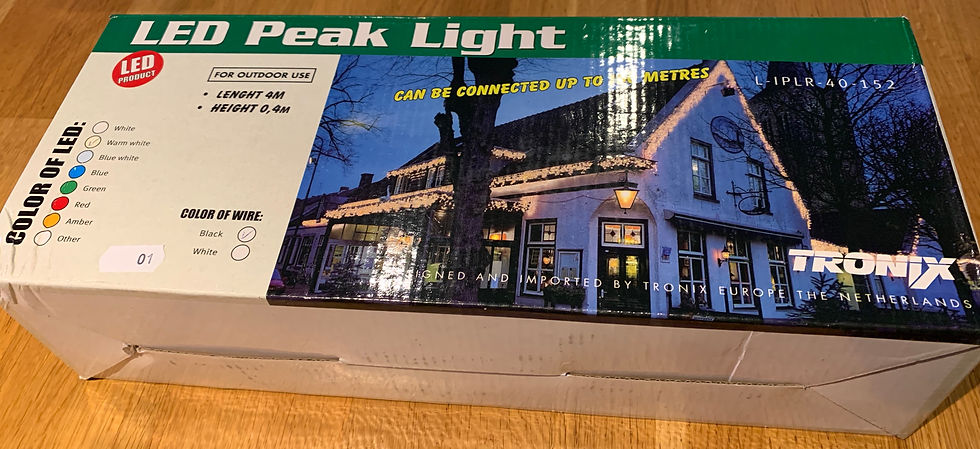 LED Peak Light
LED
PRODUCT
FOR OUTDOOR USE
• LENGHT 4M
• HEIGHT 0,4M
CAN BE CONNECTED UP TO METRES
L-IPLR-40-152
COLOR OF LED:
White
Warm white
Blue white
Blue
Green
Red
Amber
Other
COLOR OF WIRE:
Black
White
01
TRONIX
SIGNED AND IMPORTED BY TRONIX EUROPE THE NETHERLANDS